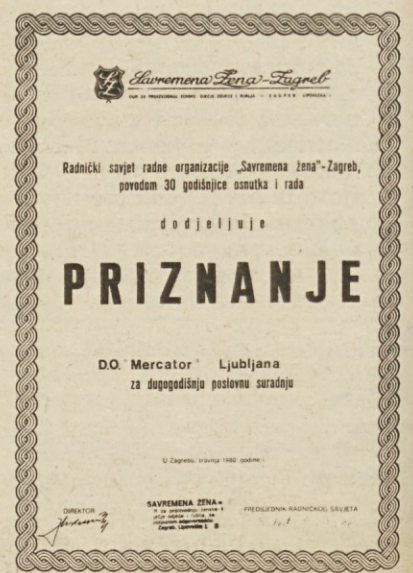 Savremena Žena-Zagreb
Radnički savjet radne organizacije „Savremena žena"-Zagreb,
povodom 30 godišnjice osnutka i rada
dodjeljuje
PRIZNANJE
D.O. "Mercator" Ljubljana
za dugogodišnju poslovnu suradnju
U Zagrebu, travnja 1980. godine.
SAVREMENA ŽENA
DIREKTOR
PREDSJEDNIK RADNIČKOG SAVJETA